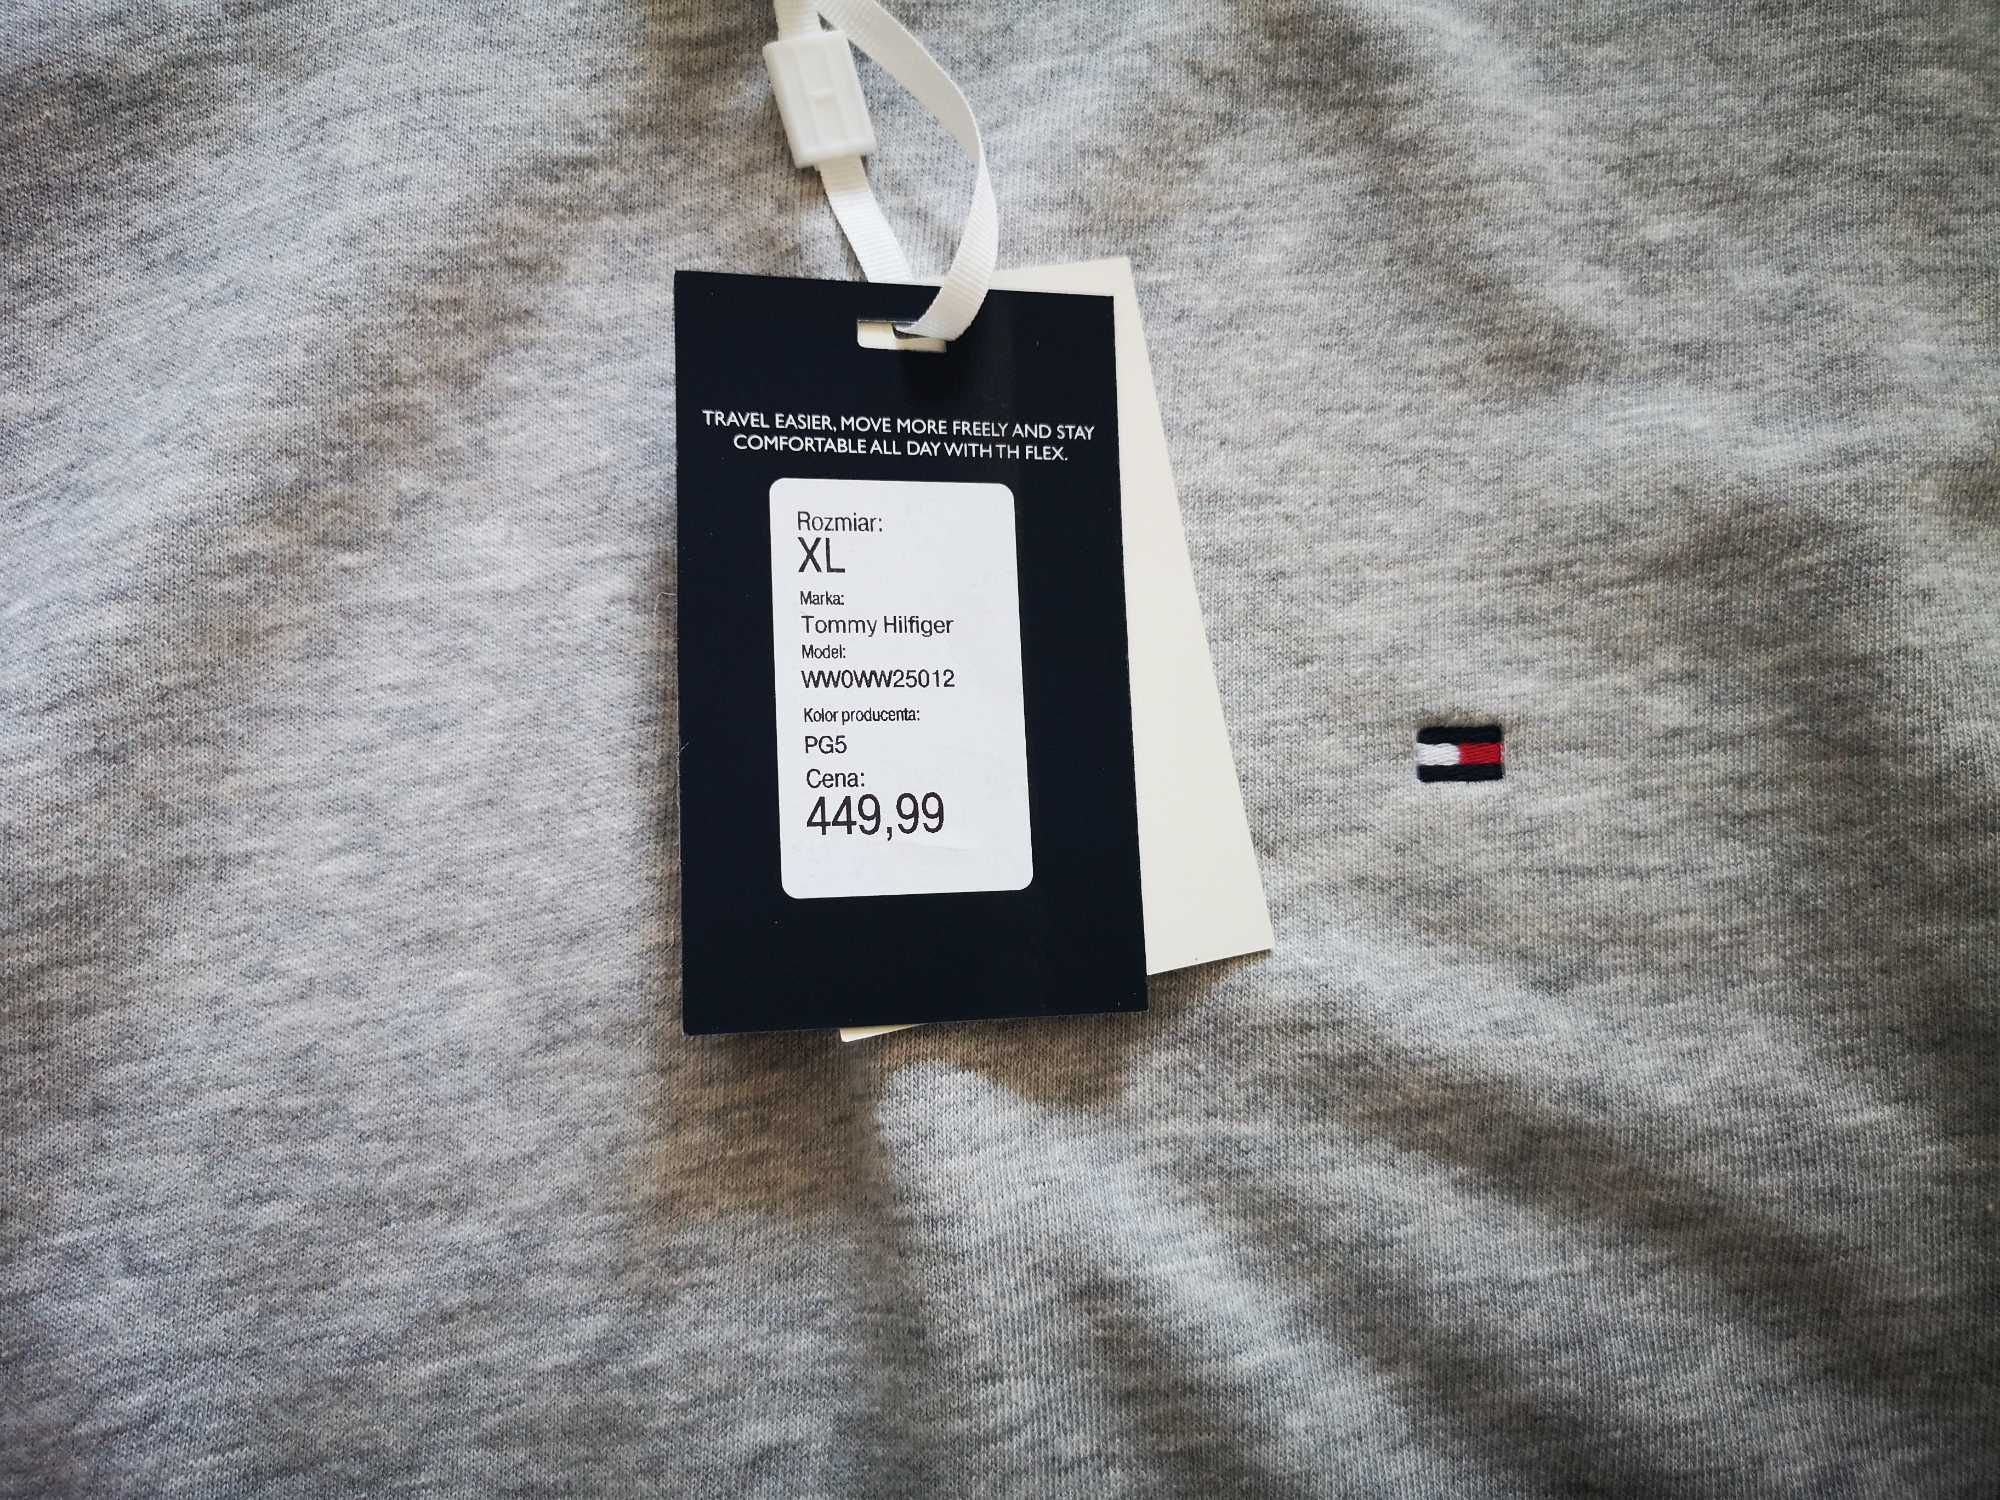 TRAVEL EASIER, MOVE MORE FREELY AND STAY
COMFORTABLE ALL DAY WITH TH FLEX.
Rozmiar:
XL
Marka:
Tommy Hilfiger
Model:
WW0WW25012
Kolor producenta:
PG5
Cena:
449,99